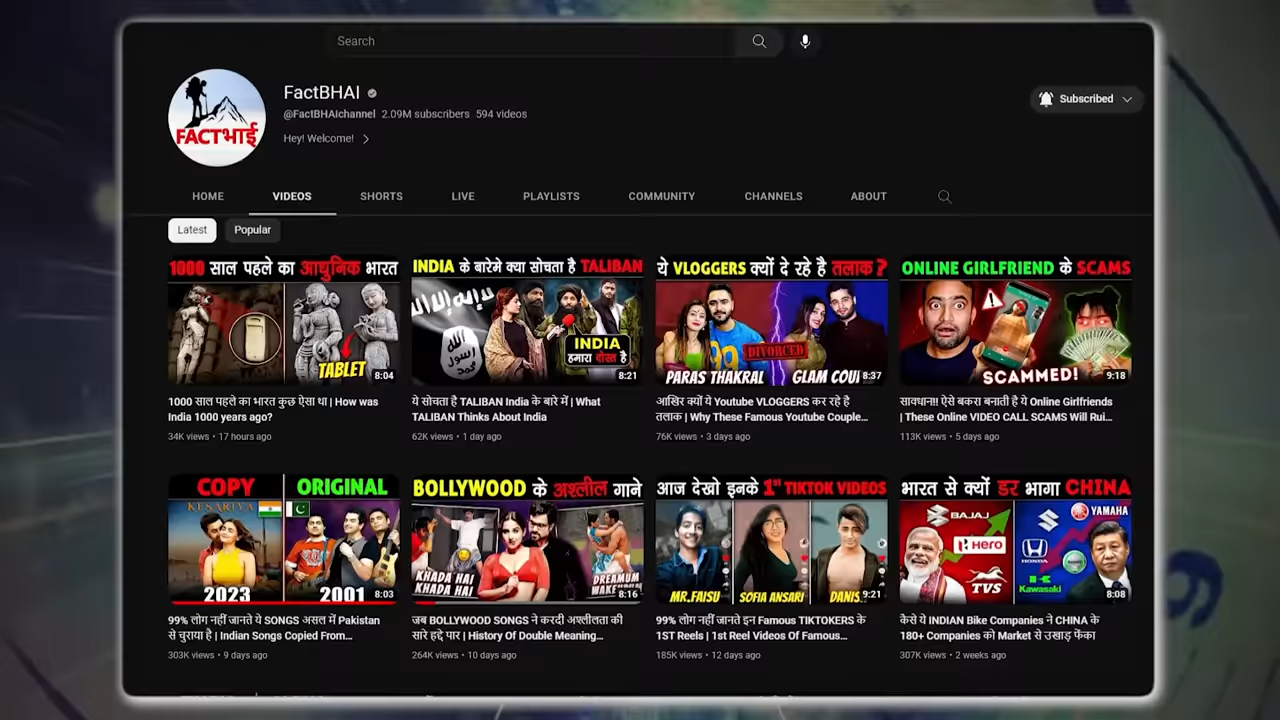 Search
FactBHAI
@FactBHAIchannel 2.09M subscribers 594 videos
Hey! Welcome!
FACTभाई
Subscribed
HOME VIDEOS SHORTS LIVE PLAYLISTS COMMUNITY CHANNELS ABOUT
Latest Popular
1000 साल पहले का आधुनिक भारत
TABLET
8:04
INDIA के बारेमे क्या सोचता है TALIBAN
INDIA
हमारा दोस्त है
8:21
ये VLOGGERS क्यों दे रहे है तलाक?
DIVORCED
PARAS THAKRAL GLAM COUP
8:37
ONLINE GIRLFRIEND के SCAMS
SCAMMED!
9:18
1000 साल पहले का भारत कुछ ऐसा था | How was
India 1000 years ago?
34K views • 17 hours ago
ये सोचता है TALIBAN India के बारे में | What
TALIBAN Thinks About India
62K views • 1 day ago
आखिर क्यों ये Youtube VLOGGERS कर रहे है
तलाक | Why These Famous Youtube Couple...
76K views • 3 days ago
सावधान!! ऐसे बकरा बनाती है ये Online Girlfriends
| These Online VIDEO CALL SCAMS Will Rui...
113K views • 5 days ago
COPY ORIGINAL
KESARIYA
2023 2001
8:03
BOLLYWOOD के अश्लील गाने
KHADA HAI
KHADA HAI
DREAMUM
WAKEUPUM
8:16
आज देखो इनके 1st TIKTOK VIDEOS
MR.FAISU SOFIA ANSARI DANIS
9:21
भारत से क्यों डर भागा CHINA
BAJAJ
Hero
TVS
YAMAHA
HONDA
Kawasaki
8:08
99% लोग नहीं जानते ये SONGS असल में Pakistan
से चुराया है | Indian Songs Copied From...
303K views • 9 days ago
जब BOLLYWOOD SONGS ने करदी अश्लीलता की
सारे हद्दे पार | History Of Double Meaning...
264K views • 10 days ago
99% लोग नहीं जानते इन Famous TIKTOKERS के
1ST Reels | 1st Reel Videos Of Famous...
185K views • 12 days ago
कैसे ये INDIAN Bike Companies ने CHINA के
180+ Companies को Market से उखाड़ फेंका
307K views • 2 weeks ago